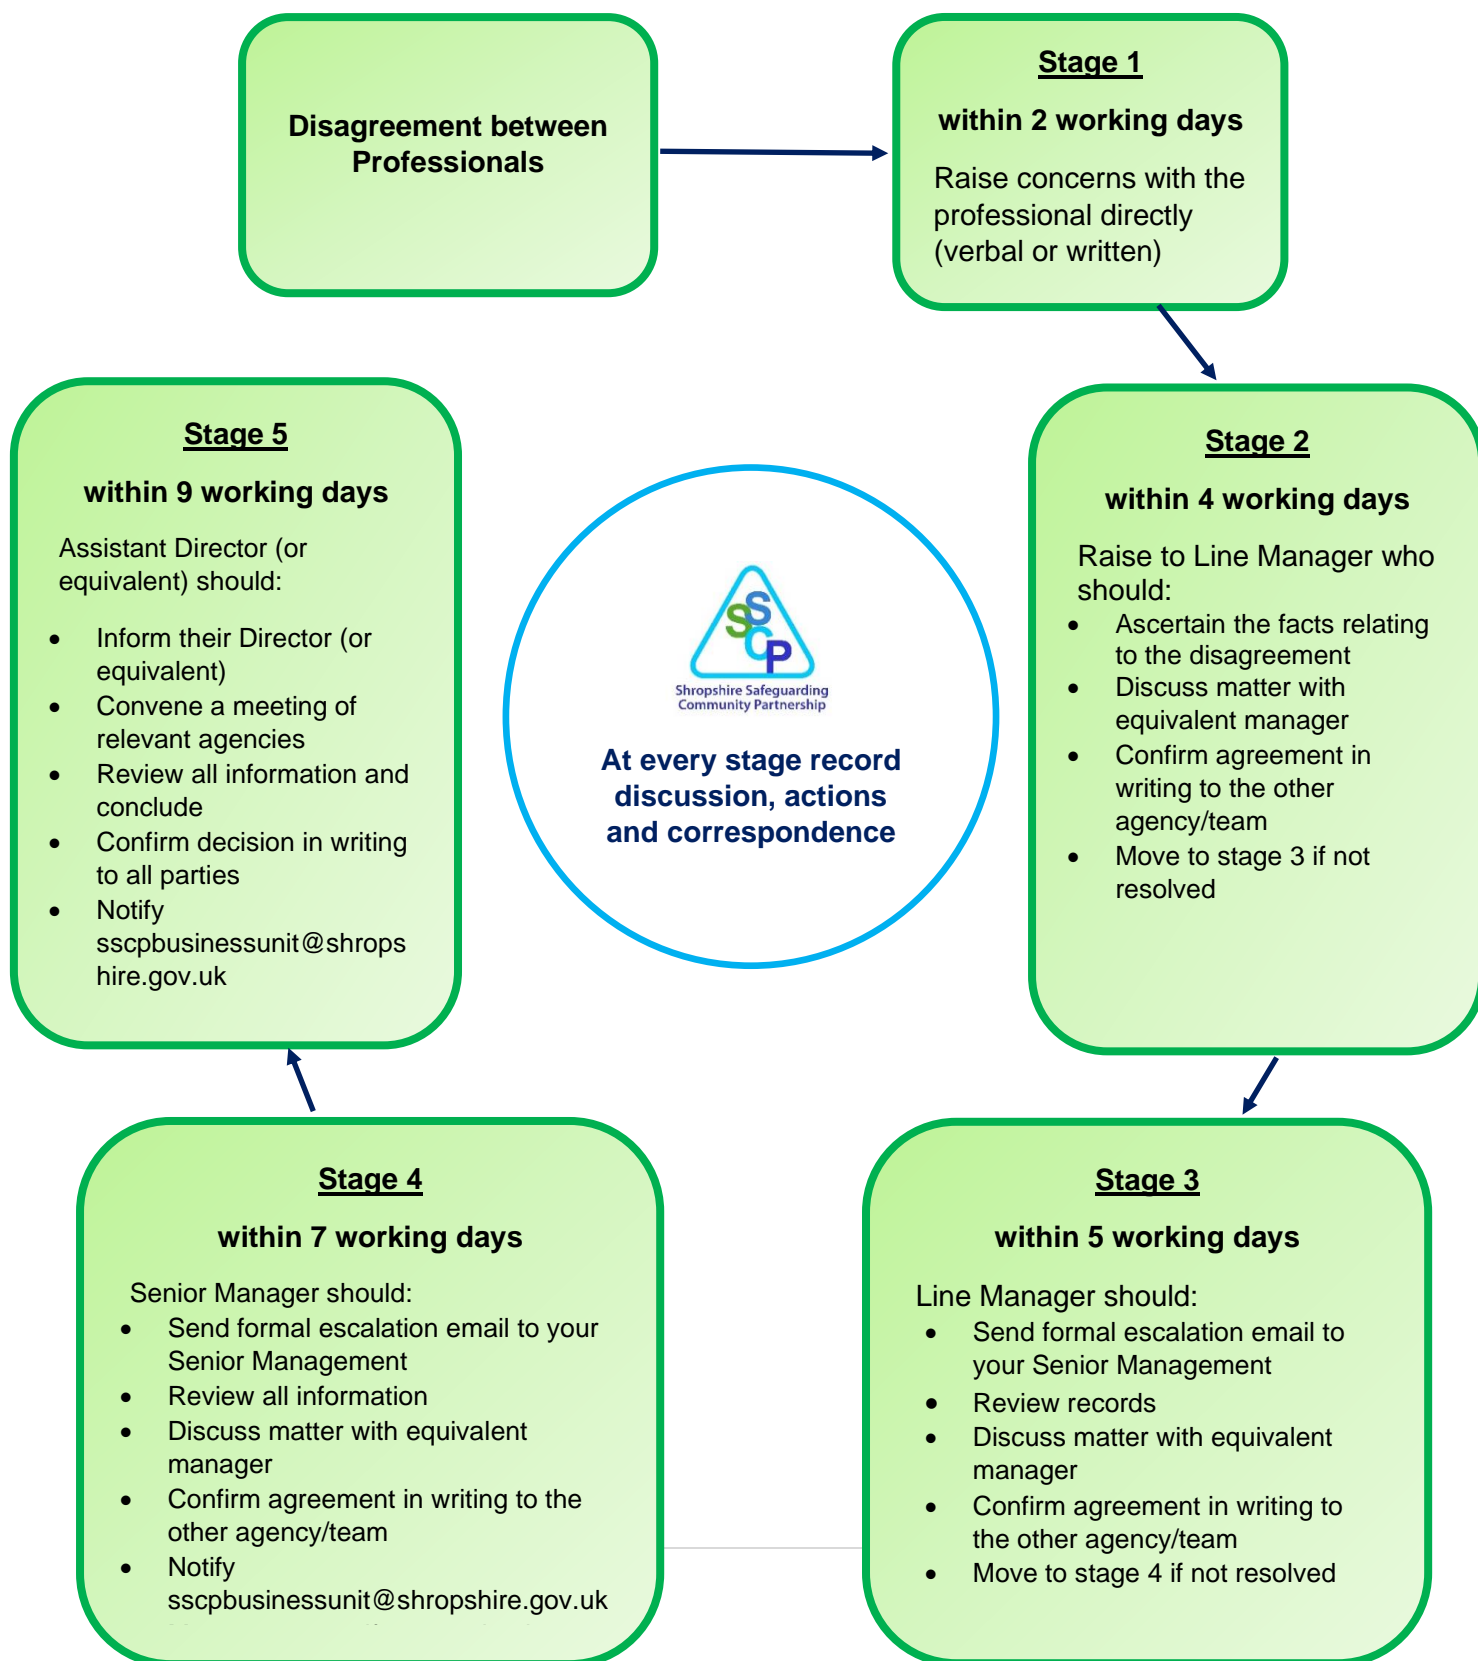 Disagreement between
Professionals
Stage 1
within 2 working days
Raise concerns with the
professional directly
(verbal or written)
Stage 2
within 4 working days
Raise to Line Manager who
should:
• Ascertain the facts relating
to the disagreement
• Discuss matter with
equivalent manager
• Confirm agreement in
writing to the other
agency/team
• Move to stage 3 if not
resolved
Stage 3
within 5 working days
Line Manager should:
• Send formal escalation email to
your Senior Management
• Review records
• Discuss matter with equivalent
manager
• Confirm agreement in writing to
the other agency/team
• Move to stage 4 if not resolved
Stage 4
within 7 working days
Senior Manager should:
• Send formal escalation email to your
Senior Management
• Review all information
• Discuss matter with equivalent
manager
• Confirm agreement in writing to the
other agency/team
• Notify
sscpbusinessunit@shropshire.gov.uk
Stage 5
within 9 working days
Assistant Director (or
equivalent) should:
• Inform their Director (or
equivalent)
• Convene a meeting of
relevant agencies
• Review all information and
conclude
• Confirm decision in writing
to all parties
• Notify
sscpbusinessunit@shrops
hire.gov.uk
SSCP
Shropshire Safeguarding
Community Partnership
At every stage record
discussion, actions
and correspondence